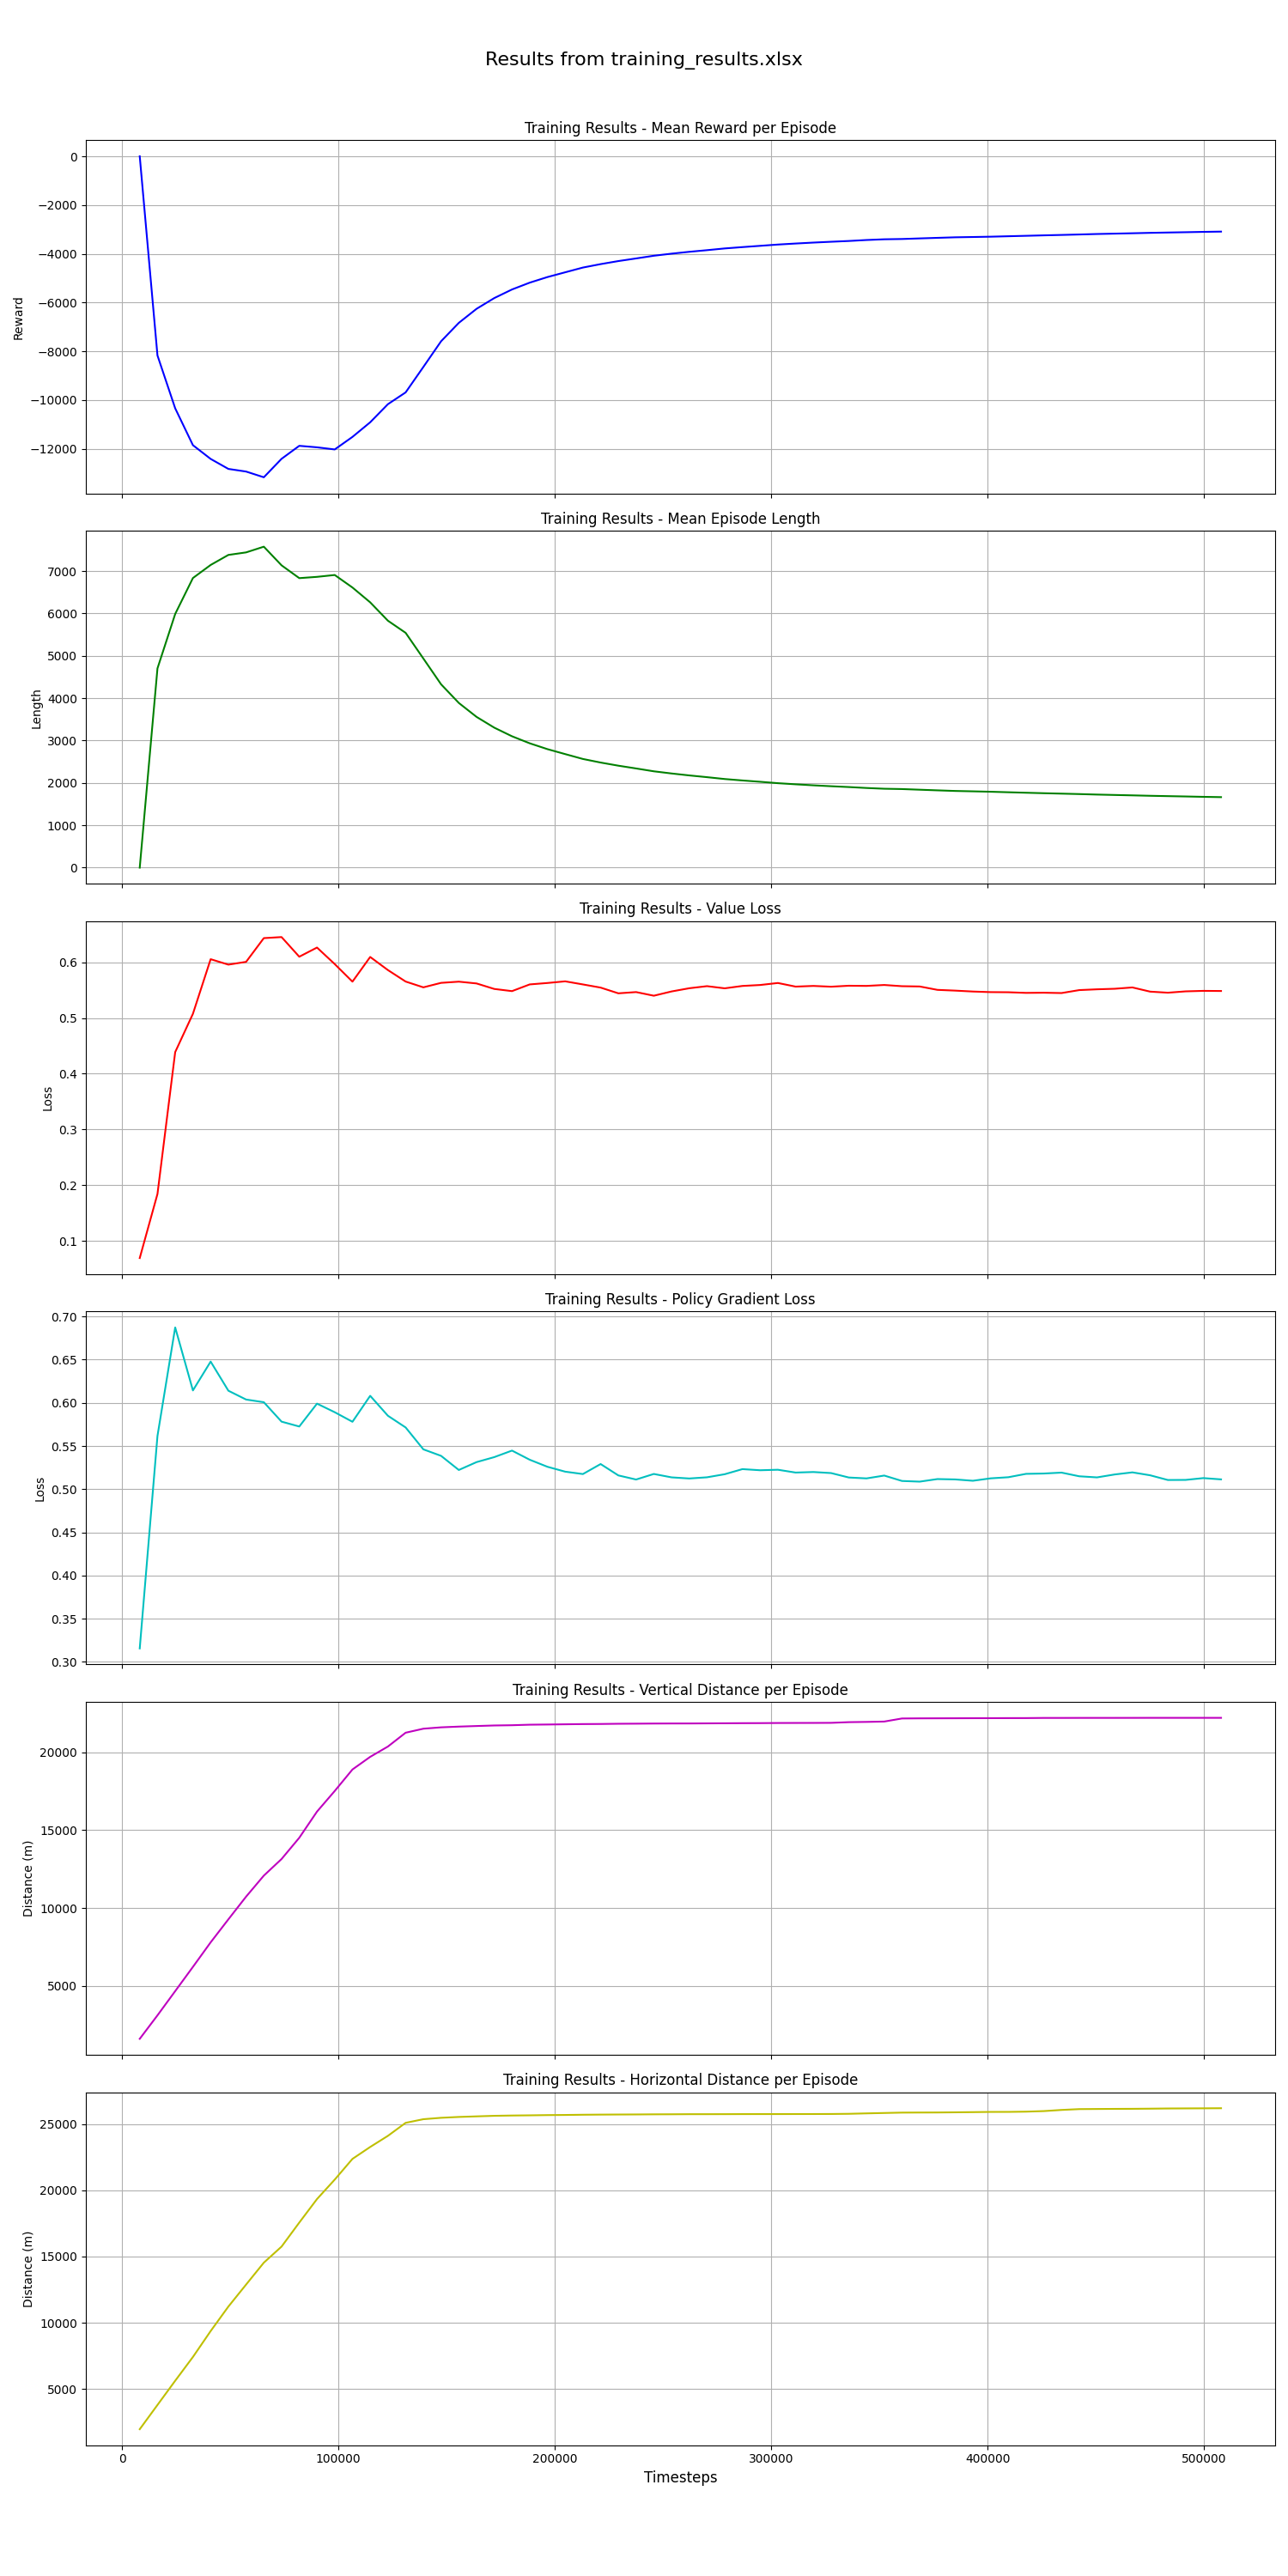 Results from training_results.xlsx
Training Results - Mean Reward per Episode
0
−2000
−4000
−6000
−8000
−10000
−12000
Reward
Training Results - Mean Episode Length
7000
6000
5000
4000
3000
2000
1000
0
Length
Training Results - Value Loss
0.6
0.5
0.4
0.3
0.2
0.1
Loss
Training Results - Policy Gradient Loss
0.70
0.65
0.60
0.55
0.50
0.45
0.40
0.35
0.30
Loss
Training Results - Vertical Distance per Episode
20000
15000
10000
5000
Distance (m)
Training Results - Horizontal Distance per Episode
25000
20000
15000
10000
5000
Distance (m)
0 100000 200000 300000 400000 500000
Timesteps